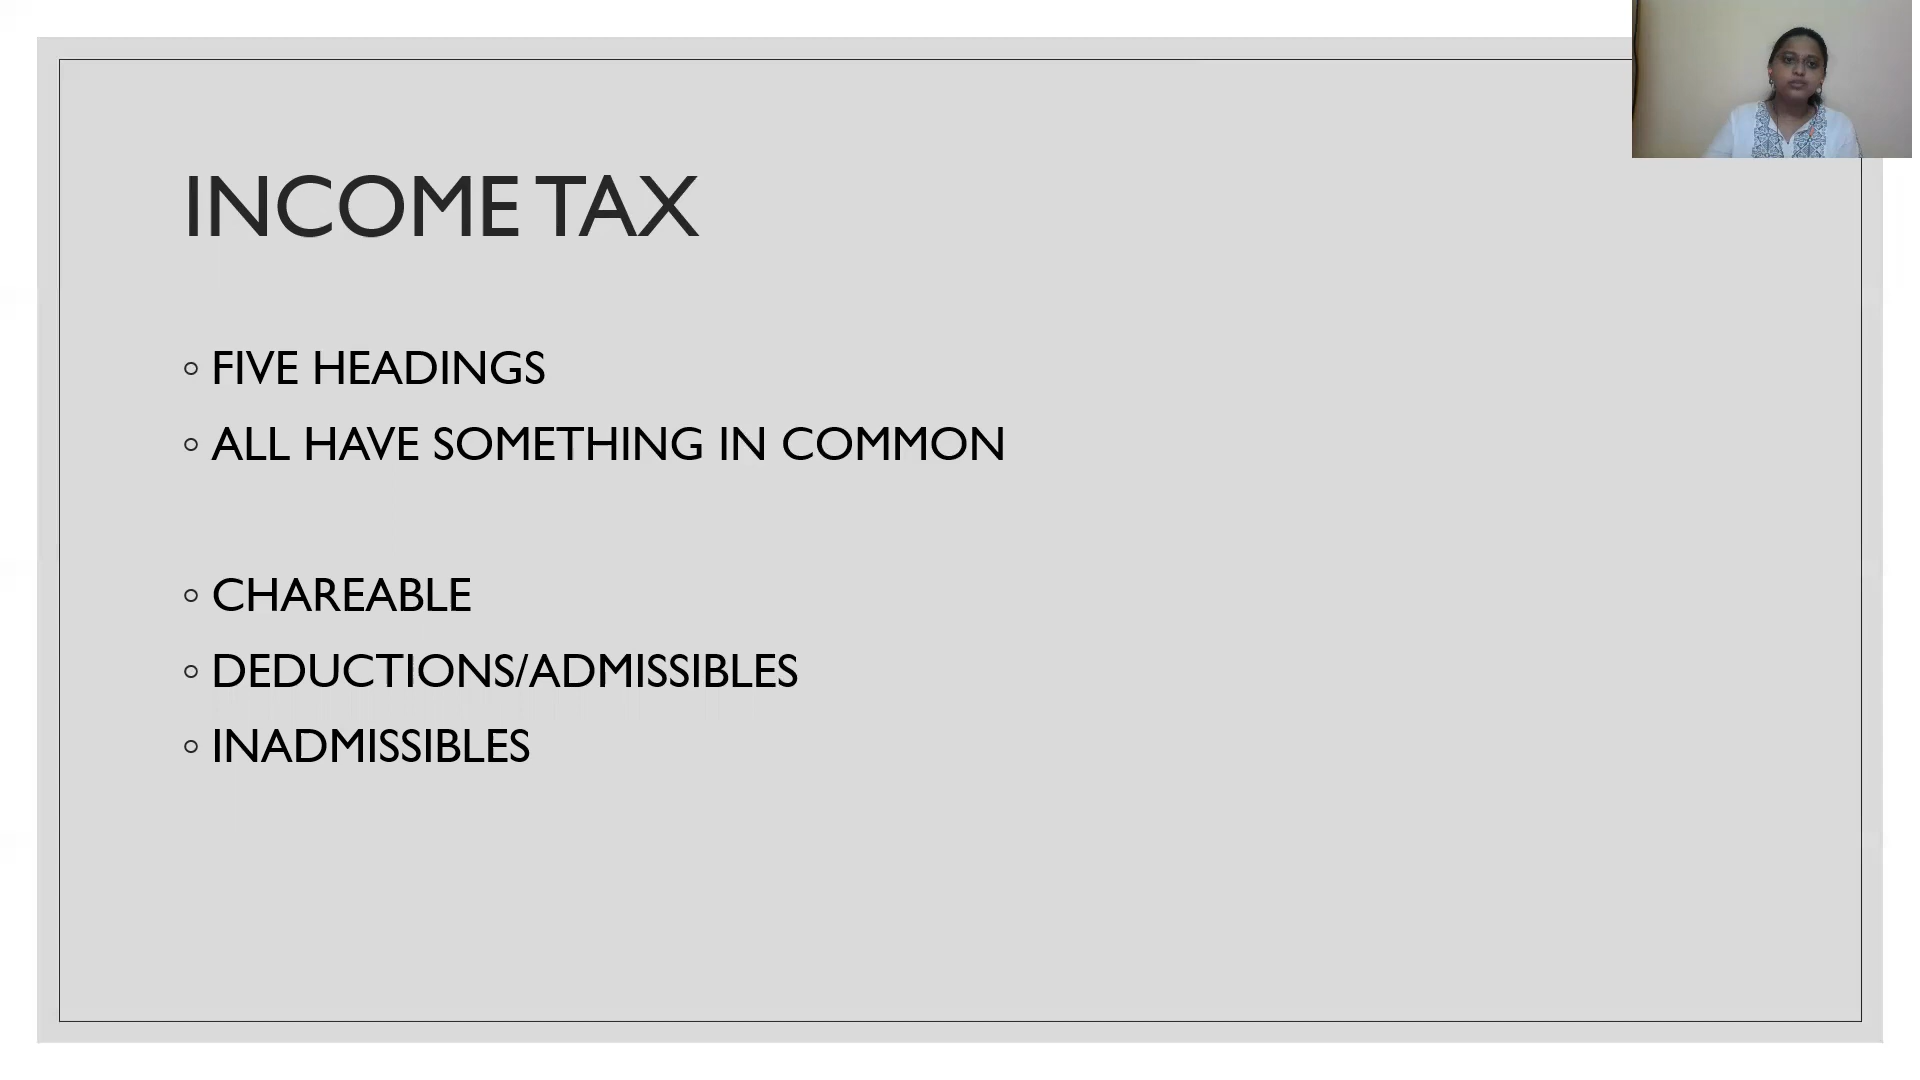 INCOME TAX
FIVE HEADINGS
ALL HAVE SOMETHING IN COMMON
CHAREABLE
DEDUCTIONS/ADMISSIBLES
INADMISSIBLES